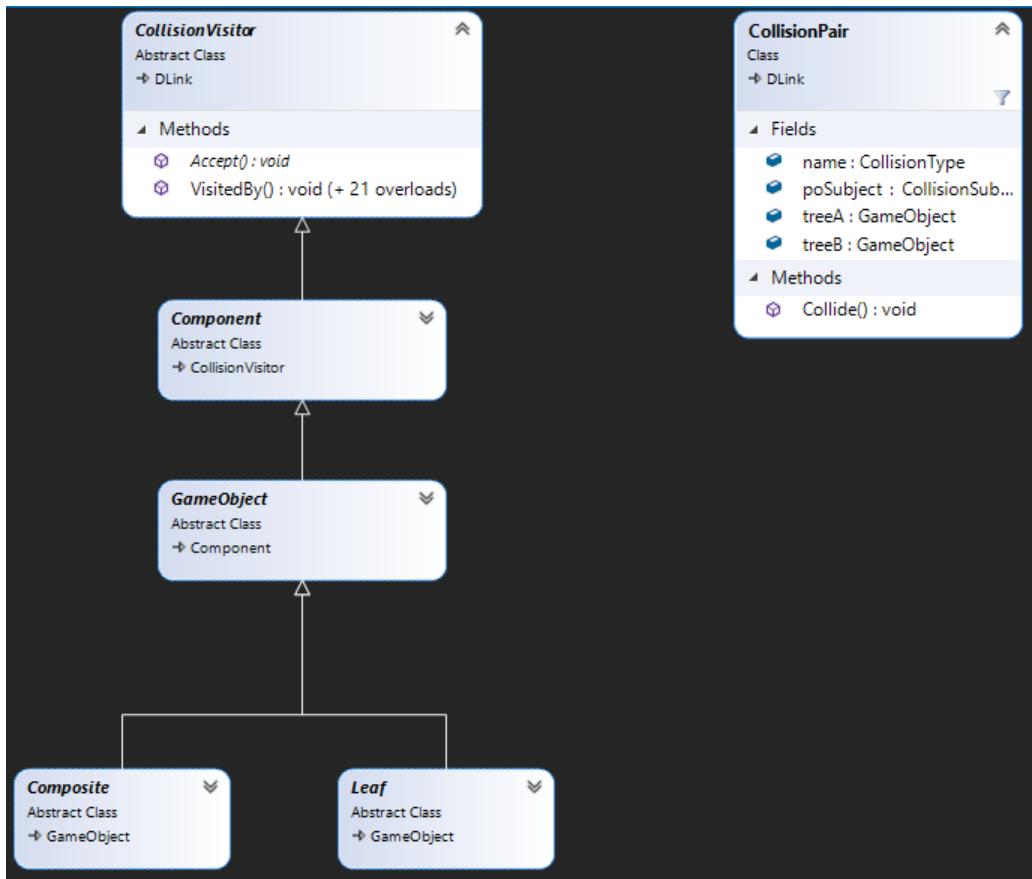 CollisionVisitor
Abstract Class
DLink
Methods
Accept() : void
VisitedBy() : void (+ 21 overloads)
CollisionPair
Class
DLink
Fields
name : CollisionType
poSubject : CollisionSub...
treeA : GameObject
treeB : GameObject
Methods
Collide() : void
Component
Abstract Class
CollisionVisitor
GameObject
Abstract Class
Component
Composite
Abstract Class
GameObject
Leaf
Abstract Class
GameObject